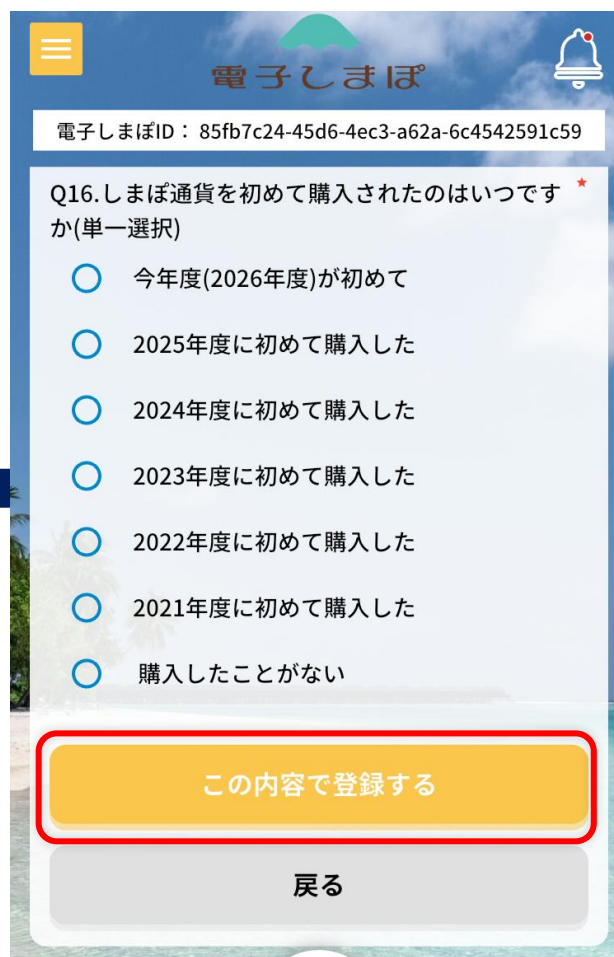 電子しまぽ
電子しまぽID： 85fb7c24-45d6-4ec3-a62a-6c4542591c59
Q16.しまぽ通貨を初めて購入されたのはいつです *
か(単一選択)
今年度(2026年度)が初めて
2025年度に初めて購入した
2024年度に初めて購入した
2023年度に初めて購入した
2022年度に初めて購入した
2021年度に初めて購入した
購入したことがない
この内容で登録する
戻る